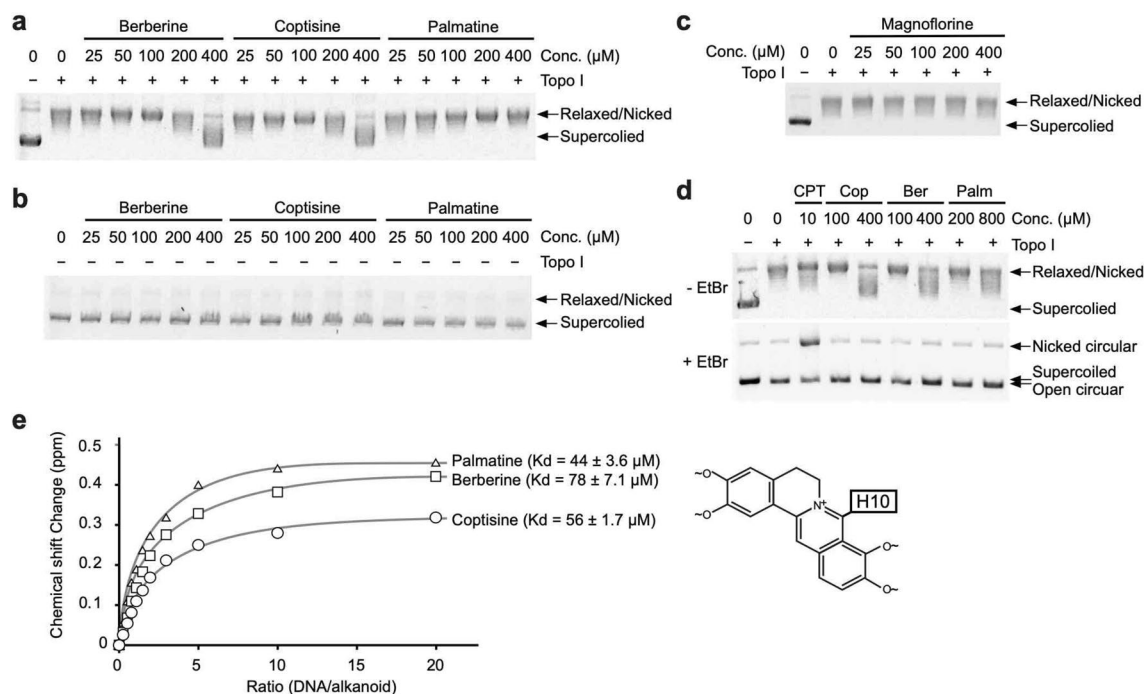 a
Berberine Coptisine Palmatine
0 0 25 50 100 200 400 25 50 100 200 400 25 50 100 200 400 Conc. (µM)
− + + + + + + + + + + + + + + + + Topo I
Relaxed/Nicked
Supercolied
b
Berberine Coptisine Palmatine
0 25 50 100 200 400 25 50 100 200 400 25 50 100 200 400 Conc. (µM)
− − − − − − − − − − − − − − − − Topo I
Relaxed/Nicked
Supercolied
c
Magnoflorine
Conc. (µM) 0 0 25 50 100 200 400
Topo I − + + + + + +
Relaxed/Nicked
Supercolied
d
CPT Cop Ber Palm
0 0 10 100 400 100 400 200 800 Conc. (µM)
− + + + + + + + + Topo I
- EtBr
Relaxed/Nicked
Supercolied
+ EtBr
Nicked circular
Supercoiled
Open circuar
e
Chemical shift Change (ppm)
0.5
0.4
0.3
0.2
0.1
0
0 5 10 15 20
Ratio (DNA/alkanoid)
Palmatine (Kd = 44 ± 3.6 µM)
Berberine (Kd = 78 ± 7.1 µM)
Coptisine (Kd = 56 ± 1.7 µM)
~O
~O
N+
H10
O~
O~